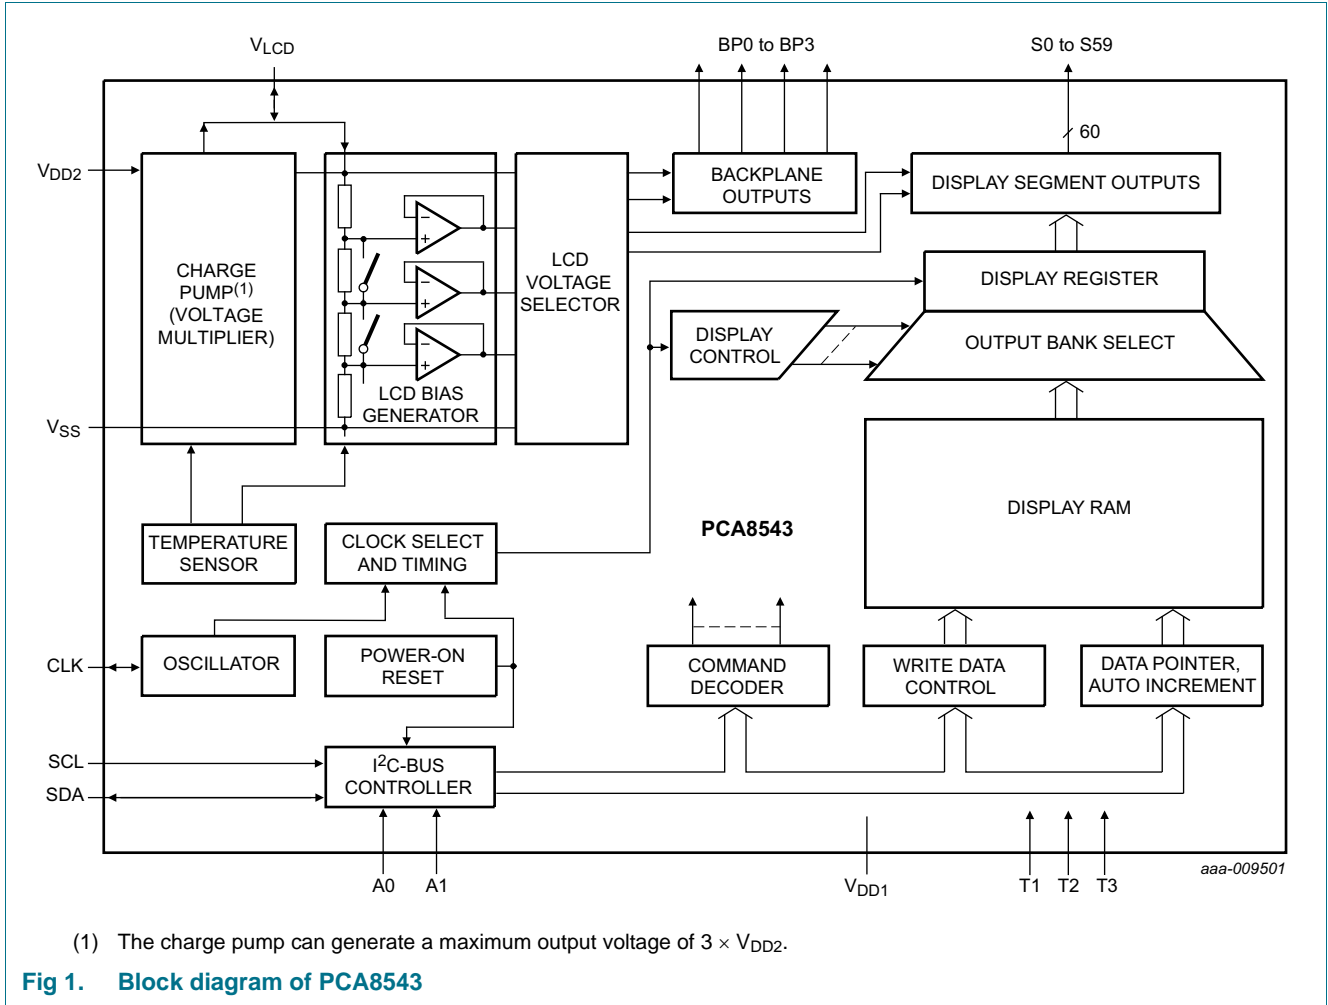 VLCD
BP0 to BP3
S0 to S59
60
VDD2
CHARGE
PUMP(1)
(VOLTAGE
MULTIPLIER)
LCD BIAS
GENERATOR
LCD
VOLTAGE
SELECTOR
BACKPLANE
OUTPUTS
DISPLAY SEGMENT OUTPUTS
DISPLAY REGISTER
DISPLAY
CONTROL
OUTPUT BANK SELECT
VSS
TEMPERATURE
SENSOR
CLOCK SELECT
AND TIMING
PCA8543
DISPLAY RAM
CLK
OSCILLATOR
POWER-ON
RESET
COMMAND
DECODER
WRITE DATA
CONTROL
DATA POINTER,
AUTO INCREMENT
SCL
SDA
I2C-BUS
CONTROLLER
A0
A1
VDD1
T1
T2
T3
aaa-009501
(1) The charge pump can generate a maximum output voltage of 3 × VDD2.
Fig 1. Block diagram of PCA8543